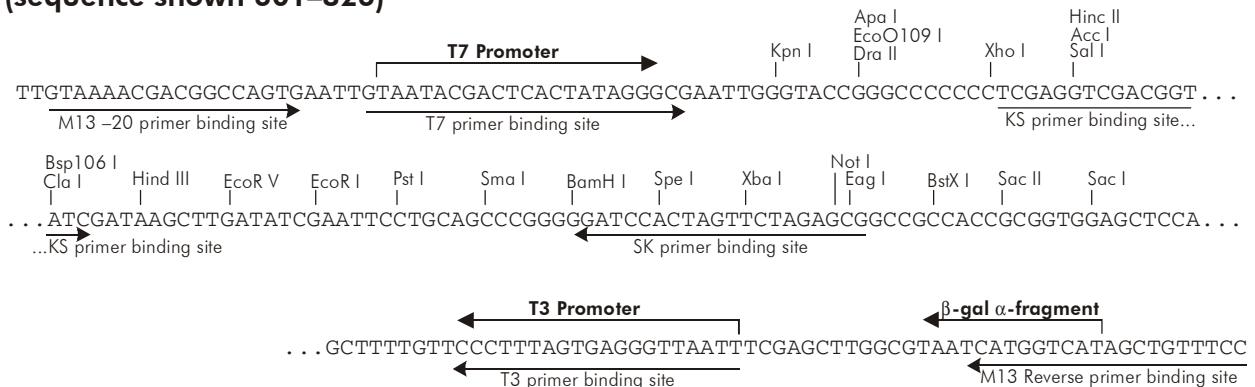 (sequence shown 601–826)
Apa I Hinc II
EcoO109 I Acc I
T7 Promoter Kpn I Dra II Xho I Sal I
TTGTAAAACGACGGCCAGTGAATTGTAATACGACTCACTATAGGGCGAATTGGGTACCGGGCCCCCCCTCGAGGTCGACGGT...
M13 –20 primer binding site T7 primer binding site KS primer binding site...
Bsp106 I Not I
Cla I Hind III EcoR V EcoR I Pst I Sma I BamH I Spe I Xba I Eag I BstX I Sac II Sac I
...ATCGATAAGCTTGATATCGAATTCCTGCAGCCCGGGGGATCCACTAGTTCTAGAGCGGCCGCCACCGCGGTGGAGCTCCA...
...KS primer binding site SK primer binding site
T3 Promoter β-gal α-fragment
...GCTTTTGTTCCCTTTAGTGAGGGTTAATTTCGAGCTTGGCGTAATCATGGTCATAGCTGTTTCC
T3 primer binding site M13 Reverse primer binding site